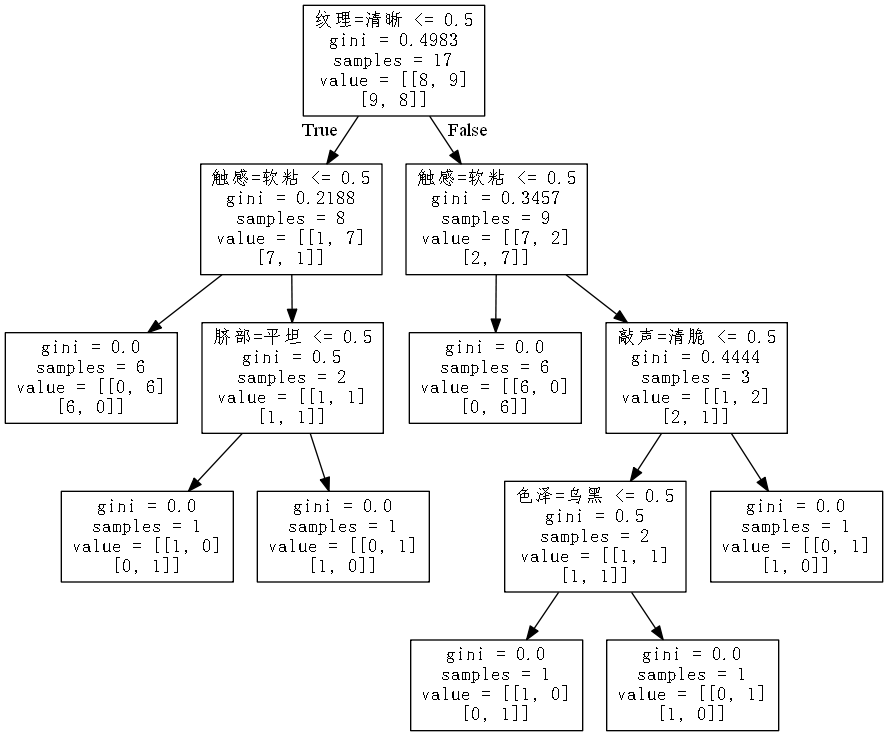 纹理=清晰 <= 0.5
gini = 0.4983
samples = 17
value = [[8, 9]
[9, 8]]
True
False
触感=软粘 <= 0.5
gini = 0.2188
samples = 8
value = [[1, 7]
[7, 1]]
触感=软粘 <= 0.5
gini = 0.3457
samples = 9
value = [[7, 2]
[2, 7]]
gini = 0.0
samples = 6
value = [[0, 6]
[6, 0]]
脐部=平坦 <= 0.5
gini = 0.5
samples = 2
value = [[1, 1]
[1, 1]]
gini = 0.0
samples = 6
value = [[6, 0]
[0, 6]]
敲声=清脆 <= 0.5
gini = 0.4444
samples = 3
value = [[1, 2]
[2, 1]]
gini = 0.0
samples = 1
value = [[1, 0]
[0, 1]]
gini = 0.0
samples = 1
value = [[0, 1]
[1, 0]]
色泽=乌黑 <= 0.5
gini = 0.5
samples = 2
value = [[1, 1]
[1, 1]]
gini = 0.0
samples = 1
value = [[0, 1]
[1, 0]]
gini = 0.0
samples = 1
value = [[1, 0]
[0, 1]]
gini = 0.0
samples = 1
value = [[0, 1]
[1, 0]]